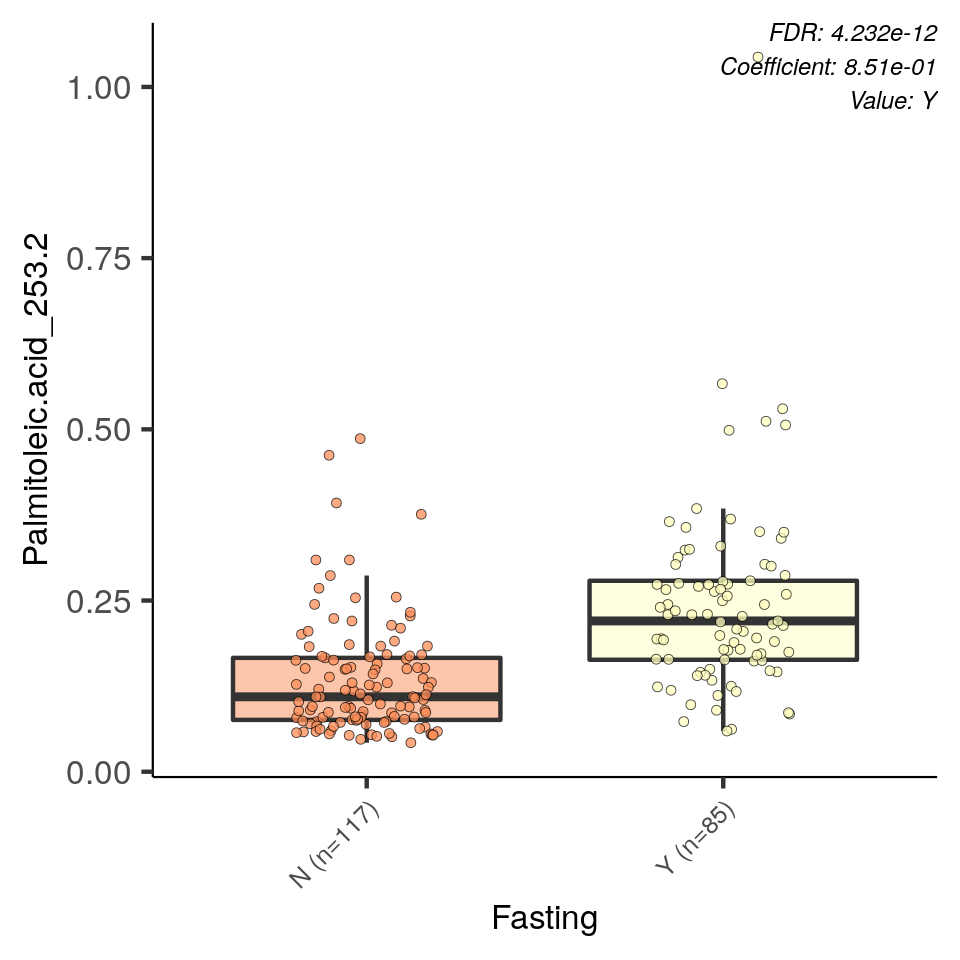 FDR: 4.232e-12
Coefficient: 8.51e-01
Value: Y
Palmitoleic.acid_253.2
1.00
0.75
0.50
0.25
0.00
N (n=117)
Y (n=85)
Fasting